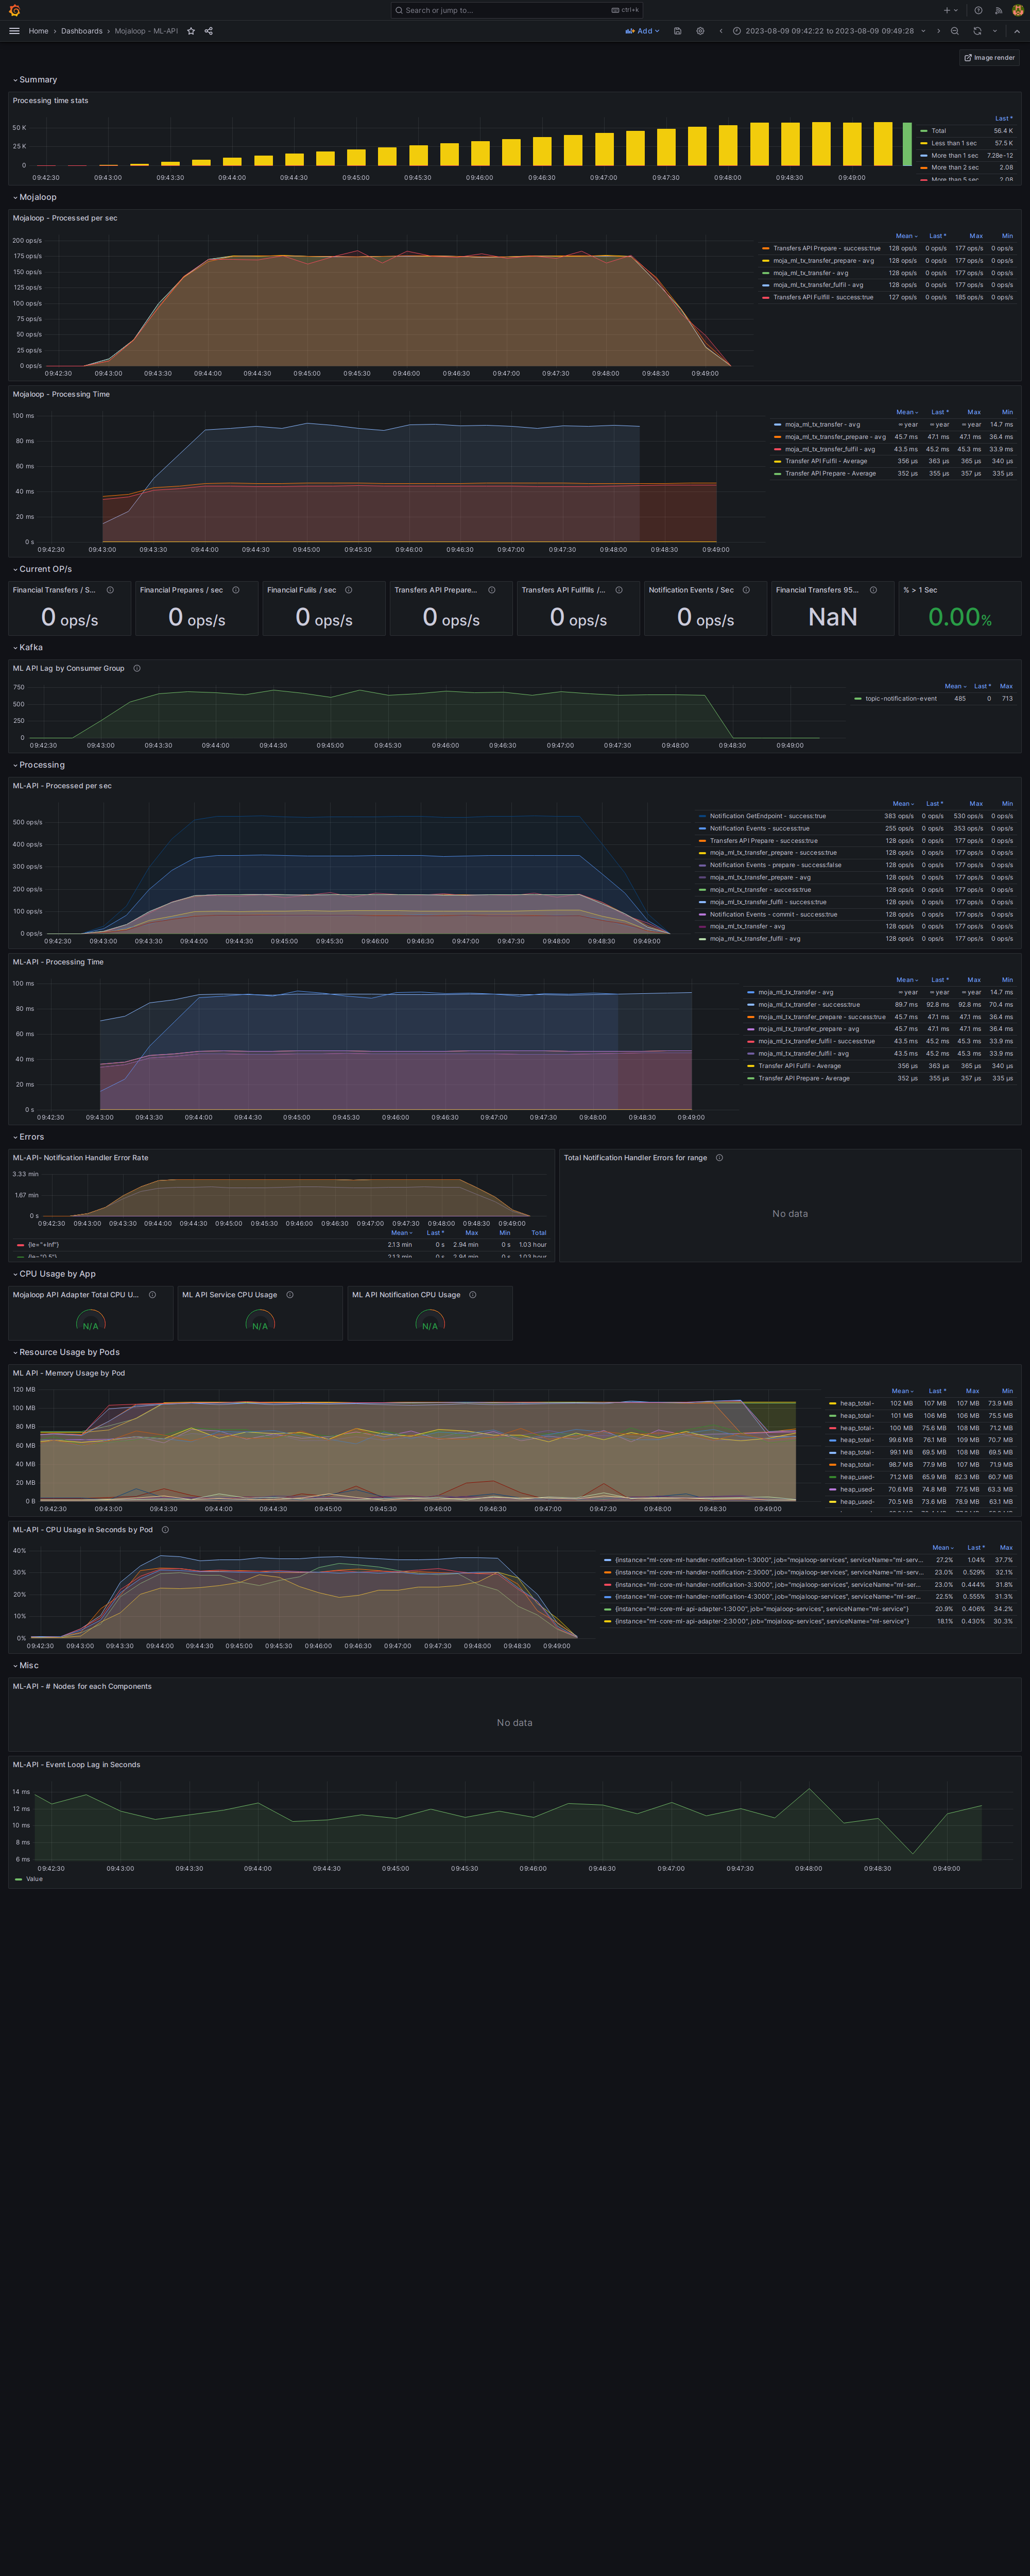 Search or jump to... ctrl+k
Home › Dashboards › Mojaloop - ML-API Add 2023-08-09 09:42:22 to 2023-08-09 09:49:28
Image render
Summary
Processing time stats
50 K
25 K
0
09:42:30 09:43:00 09:43:30 09:44:00 09:44:30 09:45:00 09:45:30 09:46:00 09:46:30 09:47:00 09:47:30 09:48:00 09:48:30 09:49:00
Last *
Total 56.4 K
Less than 1 sec 57.5 K
More than 1 sec 7.28e-12
More than 2 sec 2.08
More than 5 sec 2.08
Mojaloop
Mojaloop - Processed per sec
200 ops/s
175 ops/s
150 ops/s
125 ops/s
100 ops/s
75 ops/s
50 ops/s
25 ops/s
0 ops/s
09:42:30 09:43:00 09:43:30 09:44:00 09:44:30 09:45:00 09:45:30 09:46:00 09:46:30 09:47:00 09:47:30 09:48:00 09:48:30 09:49:00
Mean Last * Max Min
Transfers API Prepare - success:true 128 ops/s 0 ops/s 177 ops/s 0 ops/s
moja_ml_tx_transfer_prepare - avg 128 ops/s 0 ops/s 177 ops/s 0 ops/s
moja_ml_tx_transfer - avg 128 ops/s 0 ops/s 177 ops/s 0 ops/s
moja_ml_tx_transfer_fulfil - avg 128 ops/s 0 ops/s 177 ops/s 0 ops/s
Transfers API Fulfill - success:true 127 ops/s 0 ops/s 185 ops/s 0 ops/s
Mojaloop - Processing Time
100 ms
80 ms
60 ms
40 ms
20 ms
0 s
09:42:30 09:43:00 09:43:30 09:44:00 09:44:30 09:45:00 09:45:30 09:46:00 09:46:30 09:47:00 09:47:30 09:48:00 09:48:30 09:49:00
Mean Last * Max Min
moja_ml_tx_transfer - avg ∞ year ∞ year ∞ year 14.7 ms
moja_ml_tx_transfer_prepare - avg 45.7 ms 47.1 ms 47.1 ms 36.4 ms
moja_ml_tx_transfer_fulfil - avg 43.5 ms 45.2 ms 45.3 ms 33.9 ms
Transfer API Fulfil - Average 356 µs 363 µs 365 µs 340 µs
Transfer API Prepare - Average 352 µs 355 µs 357 µs 335 µs
Current OP/s
Financial Transfers / S... Financial Prepares / sec Financial Fulils / sec Transfers API Prepare... Transfers API Fullfills /... Notification Events / Sec Financial Transfers 95... % > 1 Sec
0 ops/s 0 ops/s 0 ops/s 0 ops/s 0 ops/s 0 ops/s NaN 0.00%
Kafka
ML API Lag by Consumer Group
750
500
250
0
09:42:30 09:43:00 09:43:30 09:44:00 09:44:30 09:45:00 09:45:30 09:46:00 09:46:30 09:47:00 09:47:30 09:48:00 09:48:30 09:49:00
Mean Last * Max
topic-notification-event 485 0 713
Processing
ML-API - Processed per sec
500 ops/s
400 ops/s
300 ops/s
200 ops/s
100 ops/s
0 ops/s
09:42:30 09:43:00 09:43:30 09:44:00 09:44:30 09:45:00 09:45:30 09:46:00 09:46:30 09:47:00 09:47:30 09:48:00 09:48:30 09:49:00
Mean Last * Max Min
Notification GetEndpoint - success:true 383 ops/s 0 ops/s 530 ops/s 0 ops/s
Notification Events - success:true 255 ops/s 0 ops/s 353 ops/s 0 ops/s
Transfers API Prepare - success:true 128 ops/s 0 ops/s 177 ops/s 0 ops/s
moja_ml_tx_transfer_prepare - success:true 128 ops/s 0 ops/s 177 ops/s 0 ops/s
Notification Events - prepare - success:false 128 ops/s 0 ops/s 177 ops/s 0 ops/s
moja_ml_tx_transfer_prepare - avg 128 ops/s 0 ops/s 177 ops/s 0 ops/s
moja_ml_tx_transfer - success:true 128 ops/s 0 ops/s 177 ops/s 0 ops/s
moja_ml_tx_transfer_fulfil - success:true 128 ops/s 0 ops/s 177 ops/s 0 ops/s
Notification Events - commit - success:true 128 ops/s 0 ops/s 177 ops/s 0 ops/s
moja_ml_tx_transfer - avg 128 ops/s 0 ops/s 177 ops/s 0 ops/s
moja_ml_tx_transfer_fulfil - avg 128 ops/s 0 ops/s 177 ops/s 0 ops/s
ML-API - Processing Time
100 ms
80 ms
60 ms
40 ms
20 ms
0 s
09:42:30 09:43:00 09:43:30 09:44:00 09:44:30 09:45:00 09:45:30 09:46:00 09:46:30 09:47:00 09:47:30 09:48:00 09:48:30 09:49:00
Mean Last * Max Min
moja_ml_tx_transfer - avg ∞ year ∞ year ∞ year 14.7 ms
moja_ml_tx_transfer - success:true 89.7 ms 92.8 ms 92.8 ms 70.4 ms
moja_ml_tx_transfer_prepare - success:true 45.7 ms 47.1 ms 47.1 ms 36.4 ms
moja_ml_tx_transfer_prepare - avg 45.7 ms 47.1 ms 47.1 ms 36.4 ms
moja_ml_tx_transfer_fulfil - success:true 43.5 ms 45.2 ms 45.3 ms 33.9 ms
moja_ml_tx_transfer_fulfil - avg 43.5 ms 45.2 ms 45.3 ms 33.9 ms
Transfer API Fulfil - Average 356 µs 363 µs 365 µs 340 µs
Transfer API Prepare - Average 352 µs 355 µs 357 µs 335 µs
Errors
ML-API- Notification Handler Error Rate
3.33 min
1.67 min
0 s
09:42:30 09:43:00 09:43:30 09:44:00 09:44:30 09:45:00 09:45:30 09:46:00 09:46:30 09:47:00 09:47:30 09:48:00 09:48:30 09:49:00
Mean Last * Max Min Total
{le="+Inf"} 2.13 min 0 s 2.94 min 0 s 1.03 hour
{le="0.5"} 2.13 min 0 s 2.94 min 0 s 1.03 hour
Total Notification Handler Errors for range
No data
CPU Usage by App
Mojaloop API Adapter Total CPU U... ML API Service CPU Usage ML API Notification CPU Usage
N/A N/A N/A
Resource Usage by Pods
ML API - Memory Usage by Pod
120 MB
100 MB
80 MB
60 MB
40 MB
20 MB
0 B
09:42:30 09:43:00 09:43:30 09:44:00 09:44:30 09:45:00 09:45:30 09:46:00 09:46:30 09:47:00 09:47:30 09:48:00 09:48:30 09:49:00
Mean Last * Max Min
heap_total- 102 MB 107 MB 107 MB 73.9 MB
heap_total- 101 MB 106 MB 106 MB 75.5 MB
heap_total- 100 MB 75.6 MB 108 MB 71.2 MB
heap_total- 99.6 MB 76.1 MB 109 MB 70.7 MB
heap_total- 99.1 MB 69.5 MB 108 MB 69.5 MB
heap_total- 98.7 MB 77.9 MB 107 MB 71.9 MB
heap_used- 71.2 MB 65.9 MB 82.3 MB 60.7 MB
heap_used- 70.6 MB 74.8 MB 77.5 MB 63.3 MB
heap_used- 70.5 MB 73.6 MB 78.9 MB 63.1 MB
ML-API - CPU Usage in Seconds by Pod
40%
30%
20%
10%
0%
09:42:30 09:43:00 09:43:30 09:44:00 09:44:30 09:45:00 09:45:30 09:46:00 09:46:30 09:47:00 09:47:30 09:48:00 09:48:30 09:49:00
Mean Last * Max
{instance="ml-core-ml-handler-notification-1:3000", job="mojaloop-services", serviceName="ml-serv... 27.2% 1.04% 37.7%
{instance="ml-core-ml-handler-notification-2:3000", job="mojaloop-services", serviceName="ml-ser... 23.0% 0.529% 32.1%
{instance="ml-core-ml-handler-notification-3:3000", job="mojaloop-services", serviceName="ml-ser... 23.0% 0.444% 31.8%
{instance="ml-core-ml-handler-notification-4:3000", job="mojaloop-services", serviceName="ml-ser... 22.5% 0.555% 31.3%
{instance="ml-core-ml-api-adapter-1:3000", job="mojaloop-services", serviceName="ml-service"} 20.9% 0.406% 34.2%
{instance="ml-core-ml-api-adapter-2:3000", job="mojaloop-services", serviceName="ml-service"} 18.1% 0.430% 30.3%
Misc
ML-API - # Nodes for each Components
No data
ML-API - Event Loop Lag in Seconds
14 ms
12 ms
10 ms
8 ms
6 ms
09:42:30 09:43:00 09:43:30 09:44:00 09:44:30 09:45:00 09:45:30 09:46:00 09:46:30 09:47:00 09:47:30 09:48:00 09:48:30 09:49:00
Value